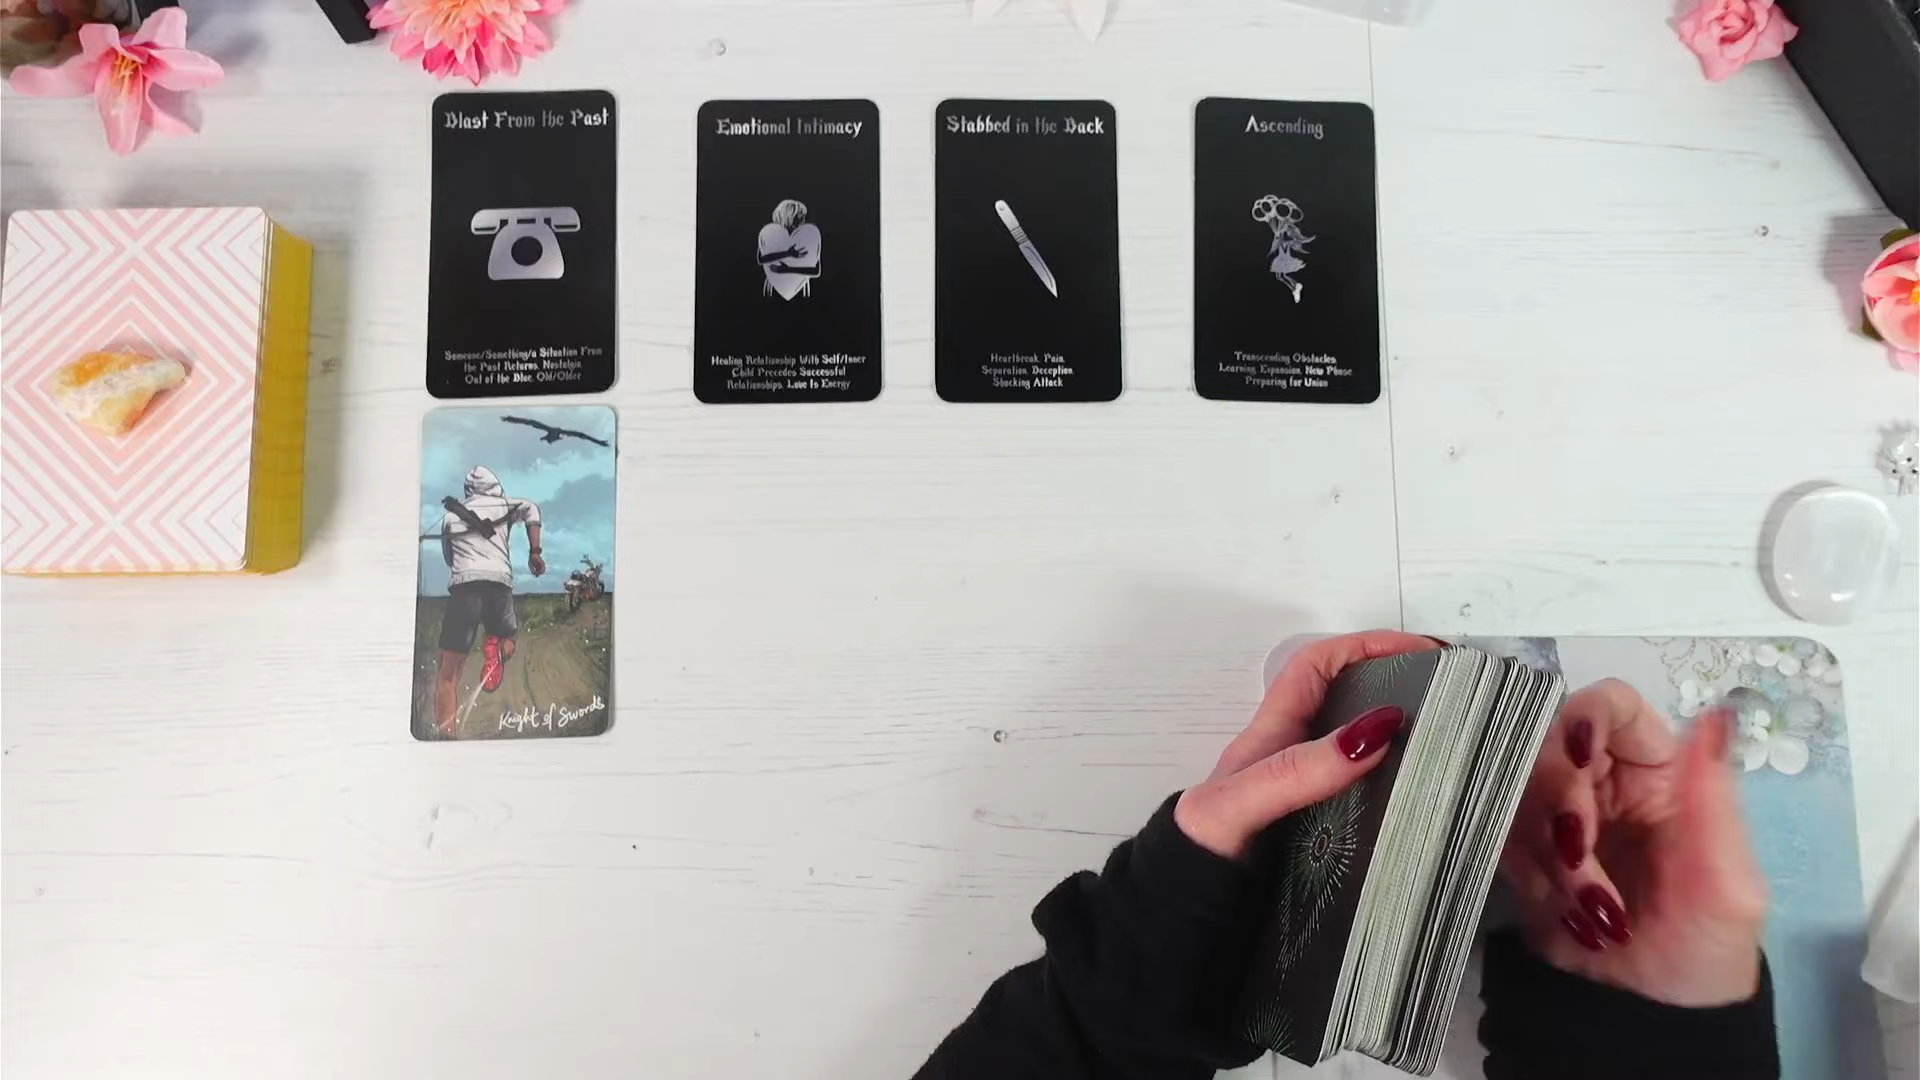 Blast From the Past
Someone/Something/a Situation From
the Past Returns, Nostalgia,
Out of the Blue, Old/Older
Emotional Intimacy
Healing Relationship With Self/Inner
Child Precedes Successful
Relationships, Love Is Energy
Stabbed in the Back
Heartbreak, Pain,
Separation, Deception,
Shocking Attack
Ascending
Transcending Obstacles,
Learning, Expansion, New Phase,
Preparing for Union
Knight of Swords